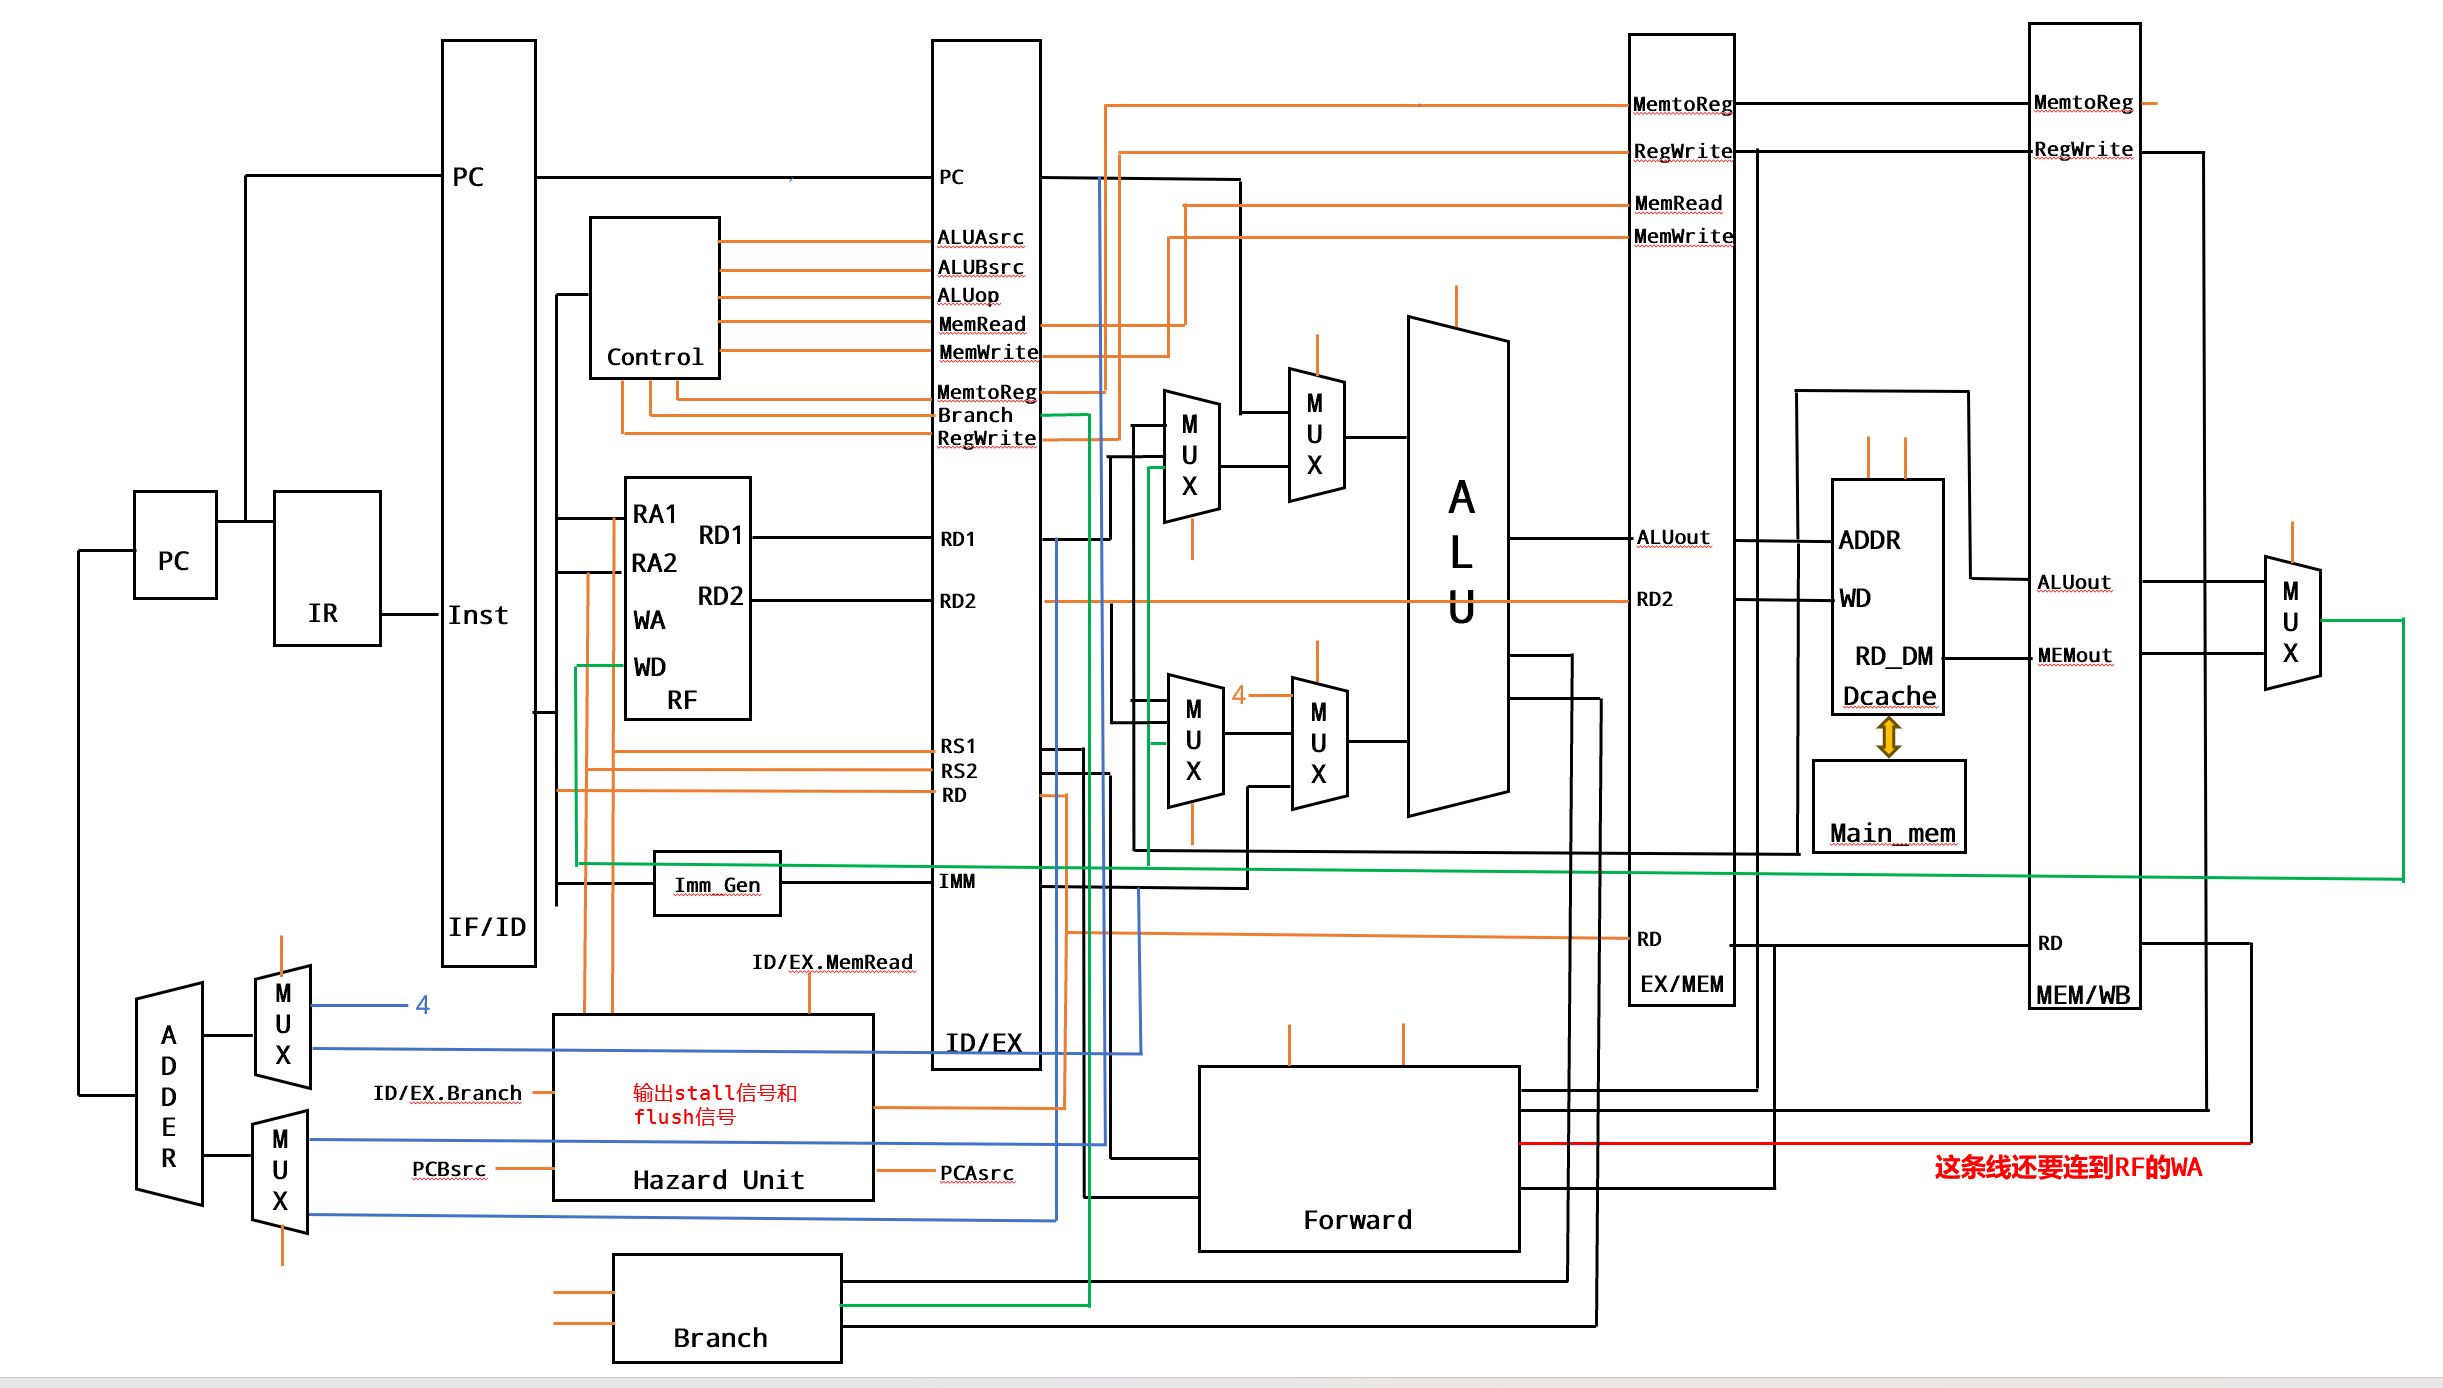 PC
IR
PC
Inst
IF/ID
Control
RA1
RD1
RA2
RD2
WA
WD
RF
Imm_Gen
PC
ALUAsrc
ALUBsrc
ALUop
MemRead
MemWrite
MemtoReg
Branch
RegWrite
RD1
RD2
RS1
RS2
RD
IMM
ID/EX
M
U
X
M
U
X
M
U
X
4
M
U
X
A
L
U
MemtoReg
RegWrite
MemRead
MemWrite
ALUout
RD2
RD
EX/MEM
ADDR
WD
RD_DM
Dcache
Main_mem
MemtoReg
RegWrite
ALUout
MEMout
RD
MEM/WB
M
U
X
A
D
D
E
R
M
U
X
4
M
U
X
ID/EX.MemRead
ID/EX.Branch
输出stall信号和
flush信号
PCBsrc
PCAsrc
Hazard Unit
Forward
这条线还要连到RF的WA
Branch